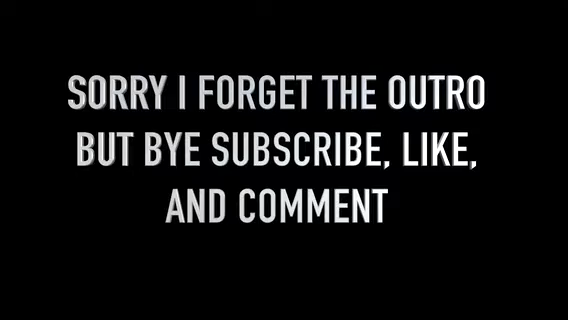 SORRY I FORGET THE OUTRO
BUT BYE SUBSCRIBE, LIKE,
AND COMMENT